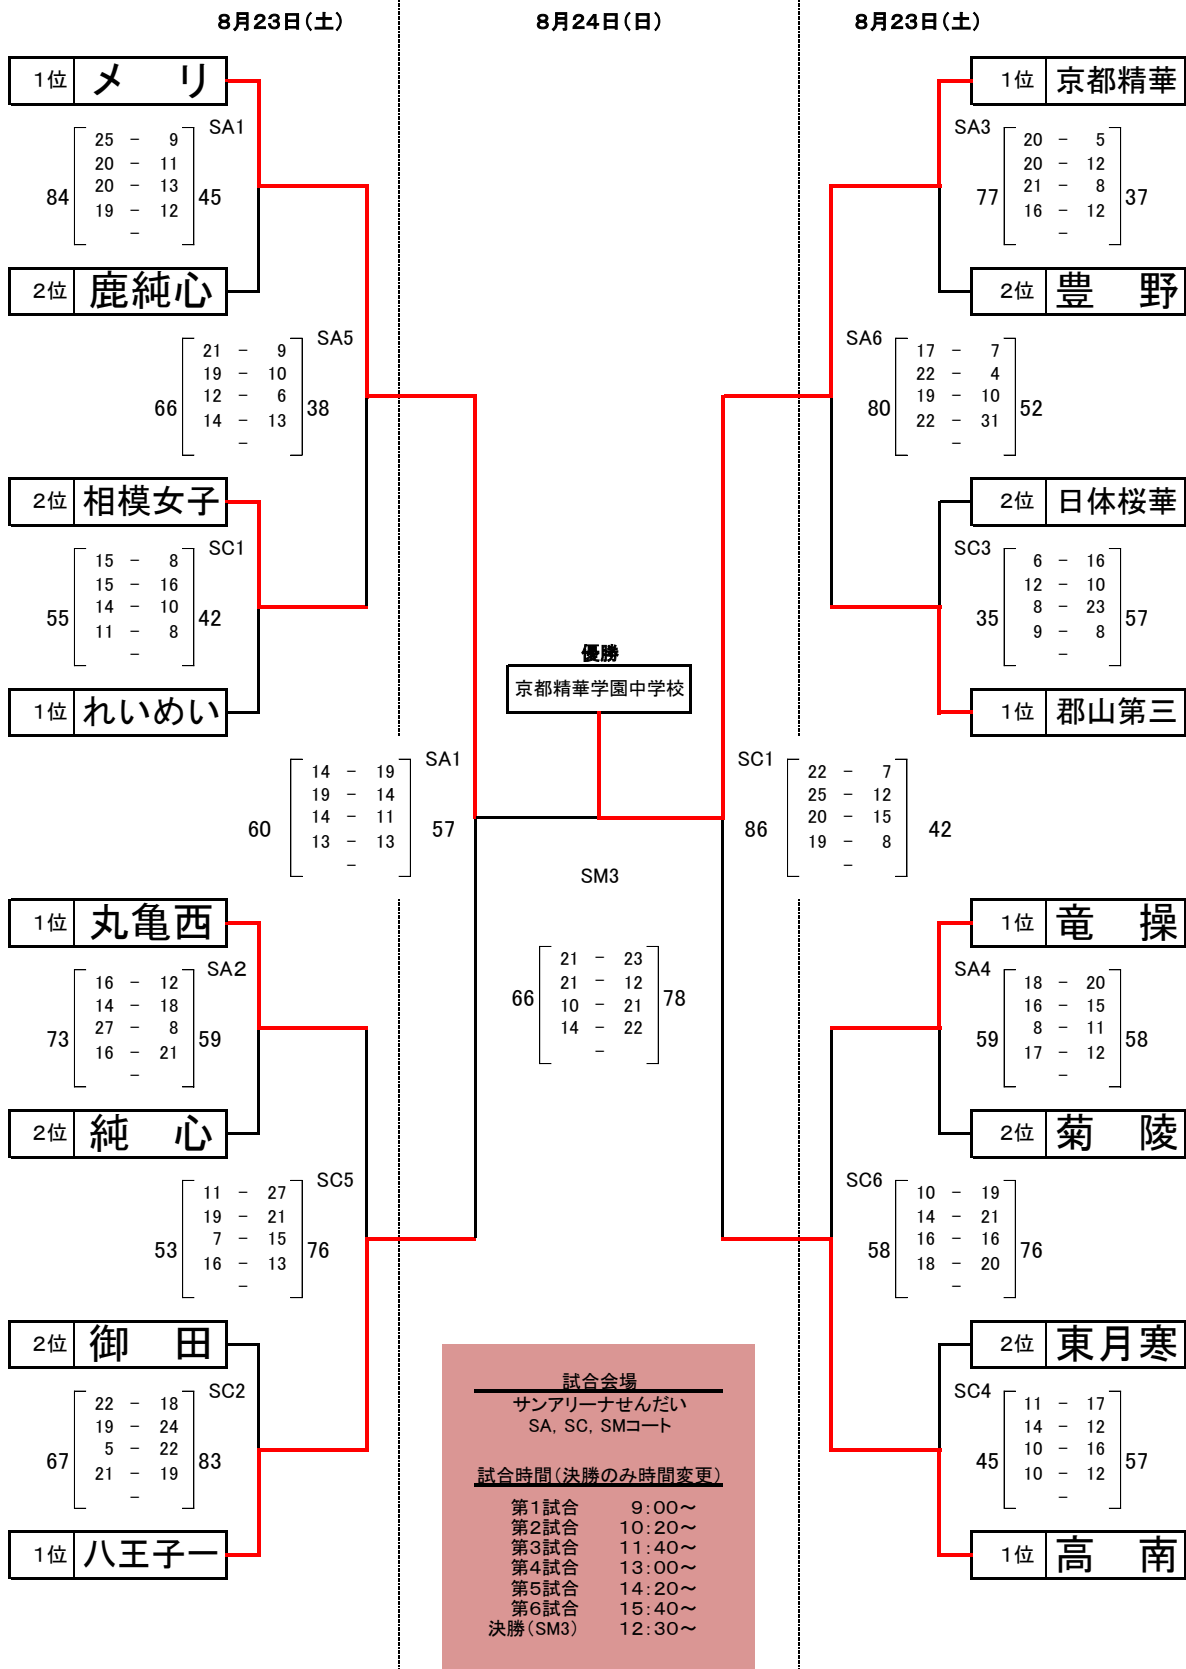 8月23日(土)
8月24日(日)
8月23日(土)
1位 メリ
SA1
84
25 - 9
20 - 11
20 - 13
19 - 12
-
45
2位 鹿純心
SA5
66
21 - 9
19 - 10
12 - 6
14 - 13
-
38
2位 相模女子
SC1
55
15 - 8
15 - 16
14 - 10
11 - 8
-
42
1位 れいめい
SA1
60
14 - 19
19 - 14
14 - 11
13 - 13
-
57
1位 丸亀西
SA2
73
16 - 12
14 - 18
27 - 8
16 - 21
-
59
2位 純心
SC5
53
11 - 27
19 - 21
7 - 15
16 - 13
-
76
2位 御田
SC2
67
22 - 18
19 - 24
5 - 22
21 - 19
-
83
1位 八王子一
優勝
京都精華学園中学校
SM3
66
21 - 23
21 - 12
10 - 21
14 - 22
-
78
1位 京都精華
SA3
77
20 - 5
20 - 12
21 - 8
16 - 12
-
37
2位 豊野
SA6
80
17 - 7
22 - 4
19 - 10
22 - 31
-
52
2位 日体桜華
SC3
35
6 - 16
12 - 10
8 - 23
9 - 8
-
57
1位 郡山第三
SC1
86
22 - 7
25 - 12
20 - 15
19 - 8
-
42
1位 竜操
SA4
59
18 - 20
16 - 15
8 - 11
17 - 12
-
58
2位 菊陵
SC6
58
10 - 19
14 - 21
16 - 16
18 - 20
-
76
2位 東月寒
SC4
45
11 - 17
14 - 12
10 - 16
10 - 12
-
57
1位 高南
試合会場
サンアリーナせんだい
SA, SC, SMコート
試合時間(決勝のみ時間変更)
第1試合 9:00~
第2試合 10:20~
第3試合 11:40~
第4試合 13:00~
第5試合 14:20~
第6試合 15:40~
決勝(SM3) 12:30~